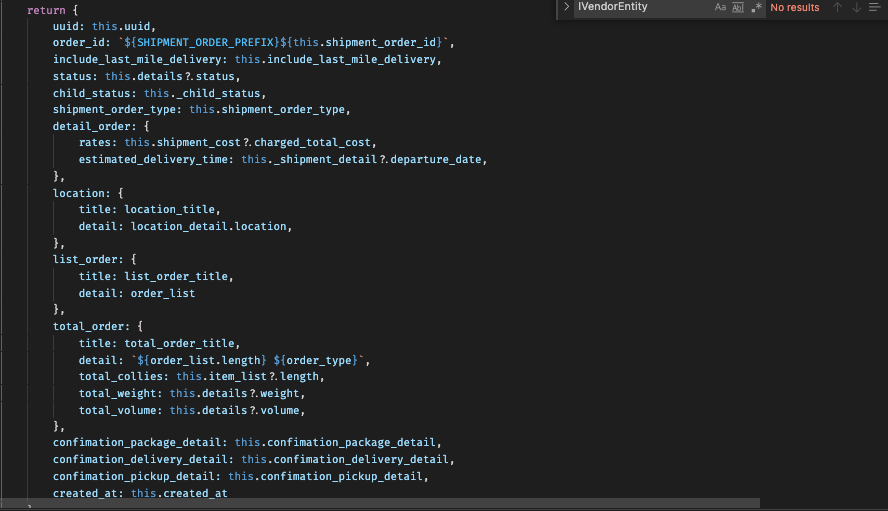 IVendorEntity
No results
return {
uuid: this.uuid,
order_id: `${SHIPMENT_ORDER_PREFIX}${this.shipment_order_id}`,
include_last_mile_delivery: this.include_last_mile_delivery,
status: this.details?.status,
child_status: this._child_status,
shipment_order_type: this.shipment_order_type,
detail_order: {
rates: this.shipment_cost?.charged_total_cost,
estimated_delivery_time: this._shipment_detail?.departure_date,
},
location: {
title: location_title,
detail: location_detail.location,
},
list_order: {
title: list_order_title,
detail: order_list
},
total_order: {
title: total_order_title,
detail: `${order_list.length} ${order_type}`,
total_collies: this.item_list?.length,
total_weight: this.details?.weight,
total_volume: this.details?.volume,
},
confimation_package_detail: this.confimation_package_detail,
confimation_delivery_detail: this.confimation_delivery_detail,
confimation_pickup_detail: this.confimation_pickup_detail,
created_at: this.created_at